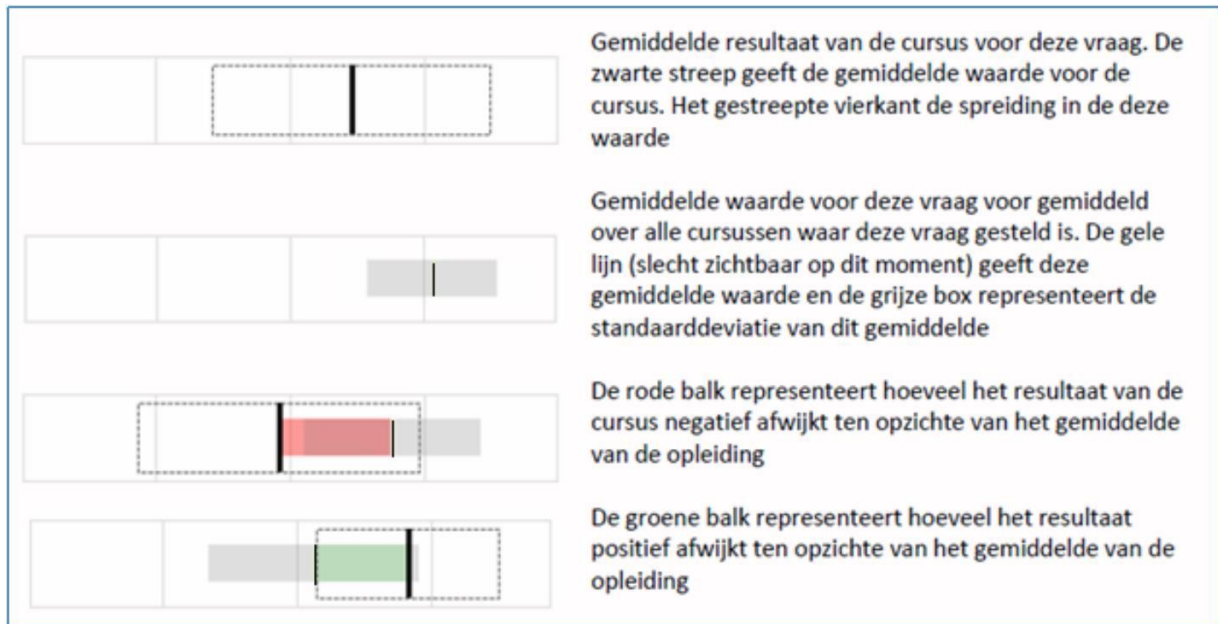 Gemiddelde resultaat van de cursus voor deze vraag. De
zwarte streep geeft de gemiddelde waarde voor de
cursus. Het gestreepte vierkant de spreiding in de deze
waarde
Gemiddelde waarde voor deze vraag voor gemiddeld
over alle cursussen waar deze vraag gesteld is. De gele
lijn (slecht zichtbaar op dit moment) geeft deze
gemiddelde waarde en de grijze box representeert de
standaarddeviatie van dit gemiddelde
De rode balk representeert hoeveel het resultaat van de
cursus negatief afwijkt ten opzichte van het gemiddelde
van de opleiding
De groene balk representeert hoeveel het resultaat
positief afwijkt ten opzichte van het gemiddelde van de
opleiding